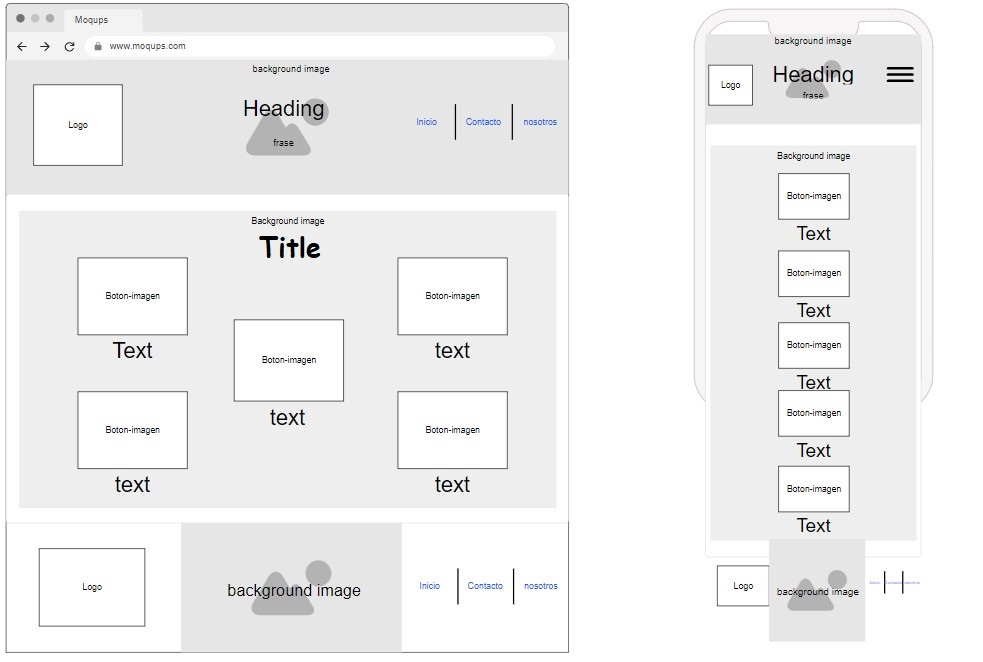 Moqups
www.moqups.com
background image
Logo
Heading
frase
Inicio
Contacto
nosotros
Background image
Title
Boton-imagen
Text
Boton-imagen
text
Boton-imagen
text
Boton-imagen
text
Boton-imagen
text
Logo
background image
Inicio
Contacto
nosotros
background image
Logo
Heading
frase
Background image
Boton-imagen
Text
Boton-imagen
Text
Boton-imagen
Text
Boton-imagen
Text
Boton-imagen
Text
Logo
background image
Inicio
Contacto
nosotros